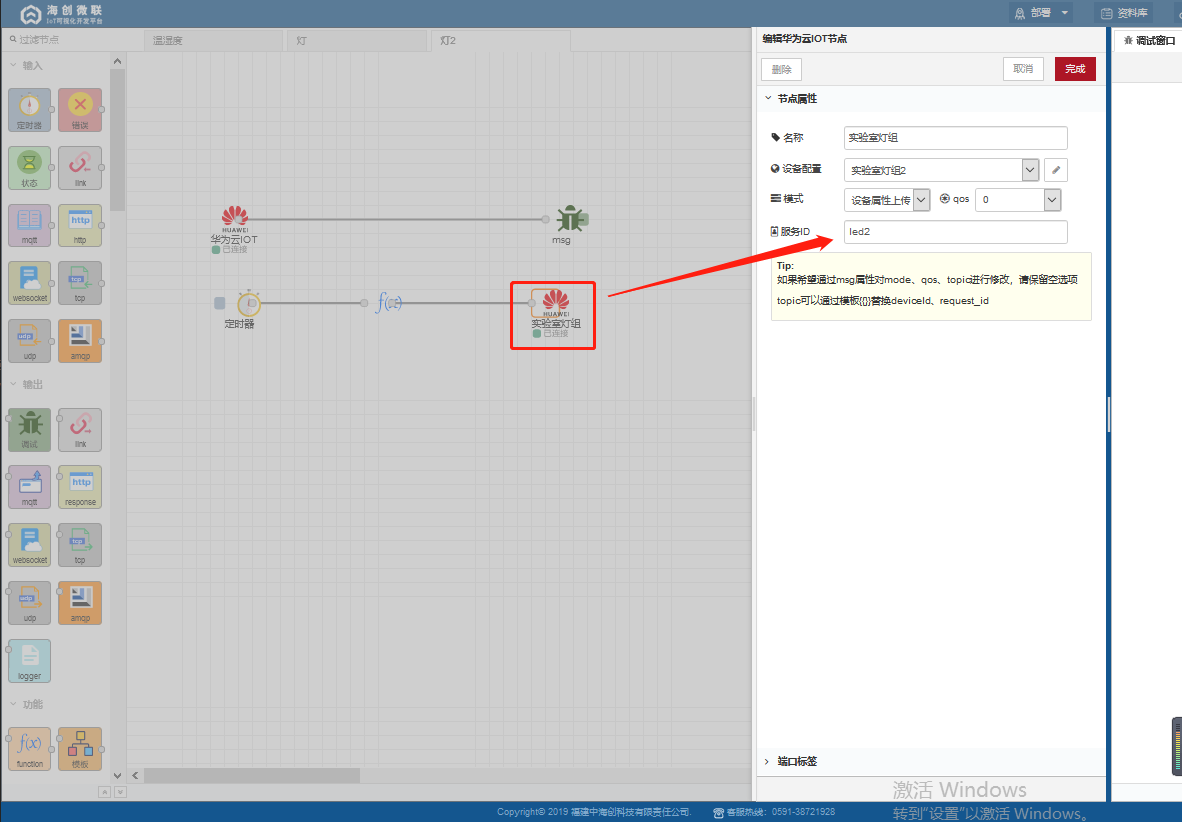 海创微联
IoT可视化开发平台
部署
资料库
过滤节点
温湿度
灯
灯2
编辑华为云IOT节点
调试窗口
删除
取消
完成
节点属性
名称
实验室灯组
设备配置
实验室灯组2
模式
设备属性上传
qos
0
服务ID
led2
Tip:
如果希望通过msg属性对mode、qos、topic进行修改，请保留空选项
topic可以通过模板{{}}替换deviceId、request_id
输入
定时器
错误
状态
link
mqtt
http
http
websocket
tcp
tcp
udp
udp
amqp
输出
调试
link
mqtt
http
response
websocket
tcp
tcp
udp
udp
amqp
logger
功能
f(x)
function
模板
HUAWEI
华为云IOT
已连接
msg
定时器
f(x)
HUAWEI
实验室灯组
已连接
端口标签
激活 Windows
转到"设置"以激活 Windows。
Copyright© 2019 福建中海创科技有限责任公司.
客服热线：0591-38721928